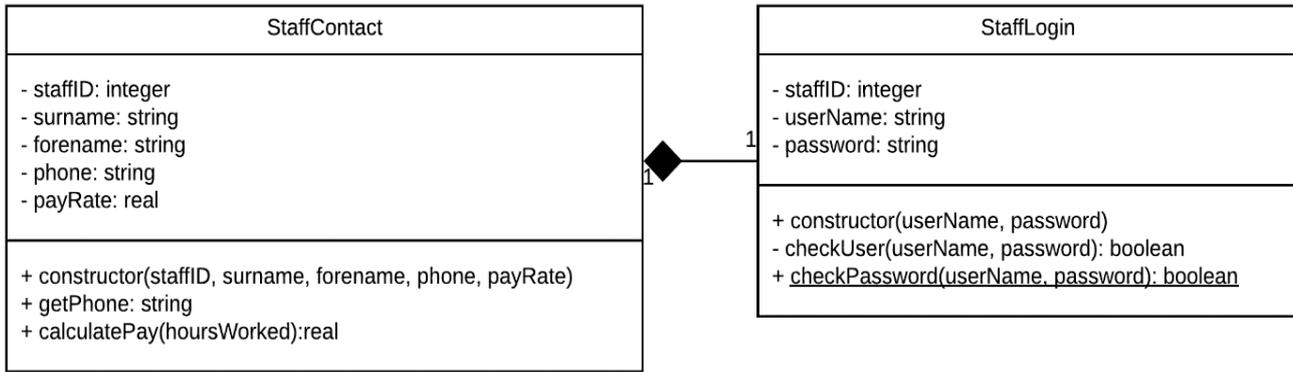 StaffContact
- staffID: integer
- surname: string
- forename: string
- phone: string
- payRate: real
+ constructor(staffID, surname, forename, phone, payRate)
+ getPhone: string
+ calculatePay(hoursWorked):real
1
1
StaffLogin
- staffID: integer
- userName: string
- password: string
+ constructor(userName, password)
- checkUser(userName, password): boolean
+ checkPassword(userName, password): boolean